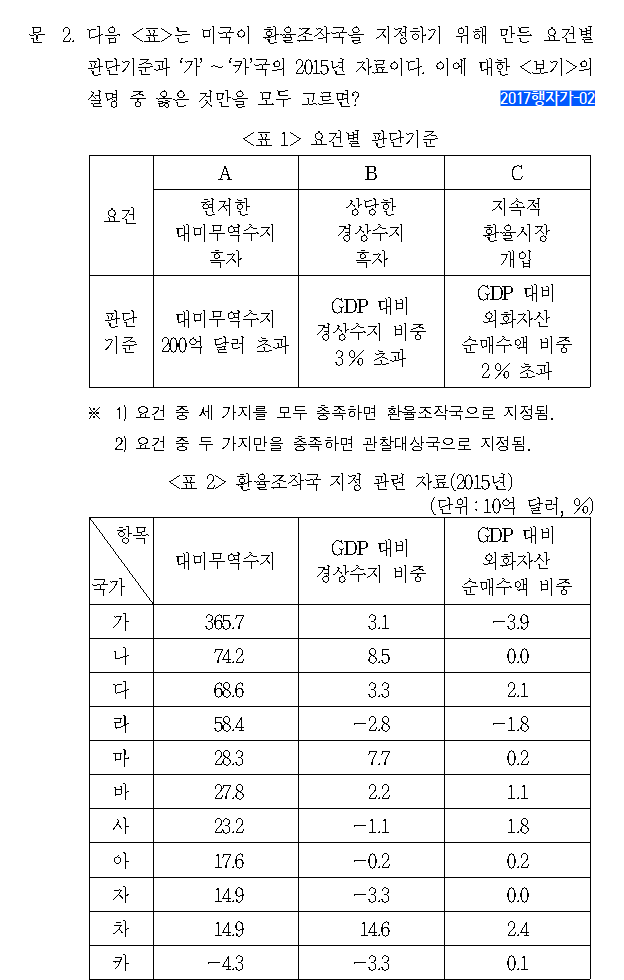 문 2. 다음 <표>는 미국이 환율조작국을 지정하기 위해 만든 요건별
판단기준과 ‘가’ ~ ‘카’국의 2015년 자료이다. 이에 대한 <보기>의
설명 중 옳은 것만을 모두 고르면?
2017행자가-02
<표 1> 요건별 판단기준
요건
A B C
현저한 대미무역수지 흑자
상당한 경상수지 흑자
지속적 환율시장 개입
판단 기준
대미무역수지 200억 달러 초과
GDP 대비 경상수지 비중 3% 초과
GDP 대비 외화자산 순매수액 비중 2% 초과
※ 1) 요건 중 세 가지를 모두 충족하면 환율조작국으로 지정됨.
2) 요건 중 두 가지만을 충족하면 관찰대상국으로 지정됨.
<표 2> 환율조작국 지정 관련 자료(2015년)
(단위 : 10억 달러, %)
항목
국가
대미무역수지
GDP 대비 경상수지 비중
GDP 대비 외화자산 순매수액 비중
가 365.7 3.1 −3.9
나 74.2 8.5 0.0
다 68.6 3.3 2.1
라 58.4 −2.8 −1.8
마 28.3 7.7 0.2
바 27.8 2.2 1.1
사 23.2 −1.1 1.8
아 17.6 −0.2 0.2
자 14.9 −3.3 0.0
차 14.9 14.6 2.4
카 −4.3 −3.3 0.1